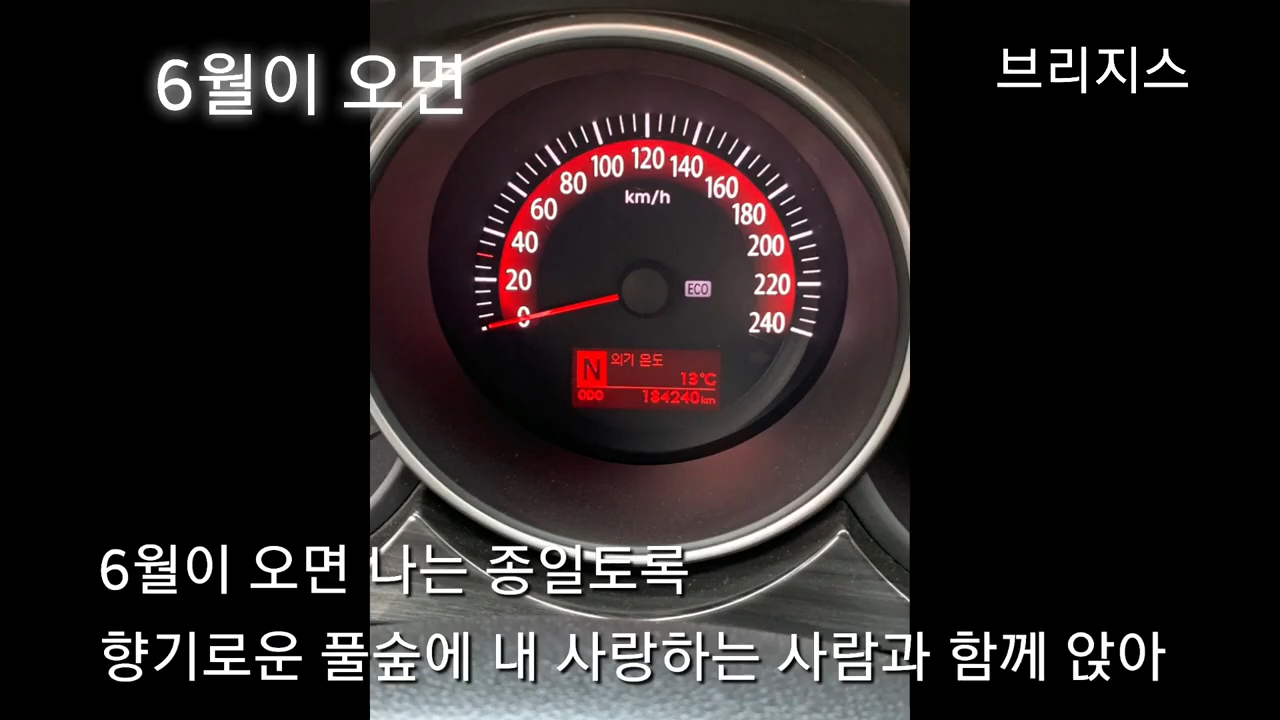 6월이 오면
브리지스
120
100 140
80 160
km/h
60 180
40 200
20 ECO 220
0 240
N 외기 온도
13°C
ODO 134240km
6월이 오면 나는 종일토록
향기로운 풀숲에 내 사랑하는 사람과 함께 앉아